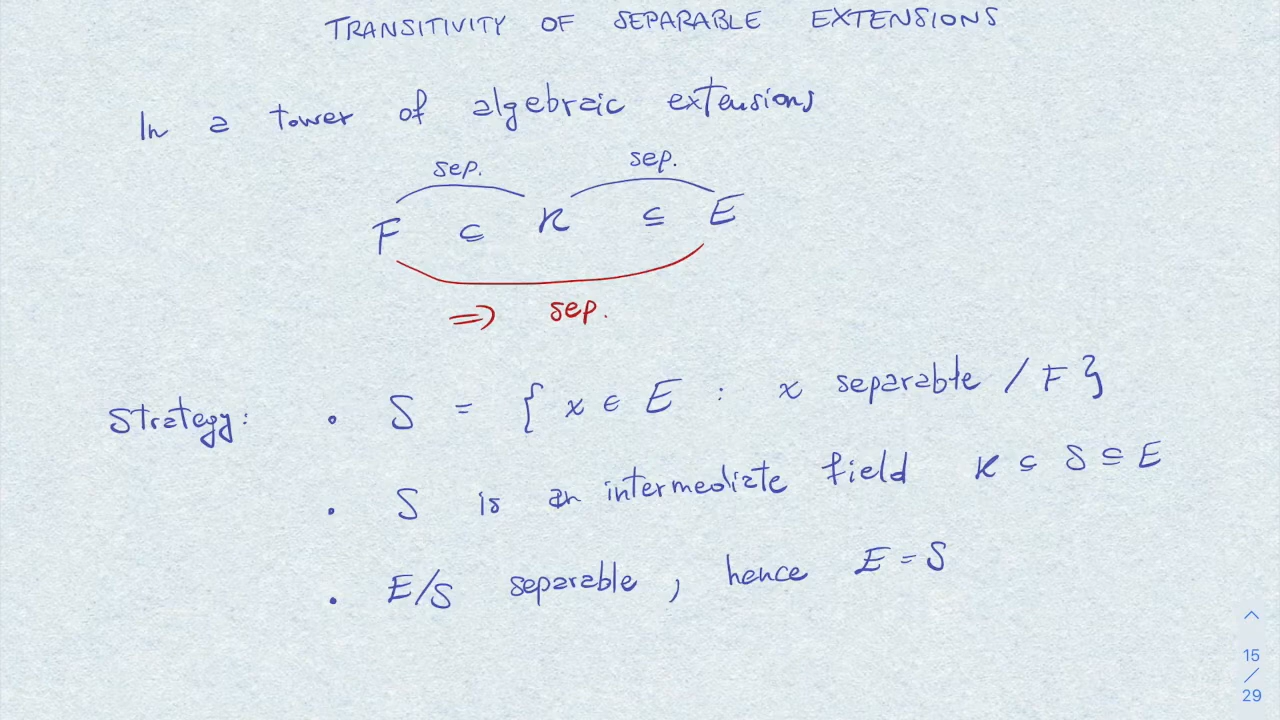 TRANSITIVITY OF SEPARABLE EXTENSIONS
In a tower of algebraic extensions
sep. sep.
F ⊆ K ⊆ E
⇒ sep.
Strategy: • S = { x ∈ E : x separable / F }
• S is an intermediate field K ⊆ S ⊆ E
• E/S separable, hence E = S
15
/
29